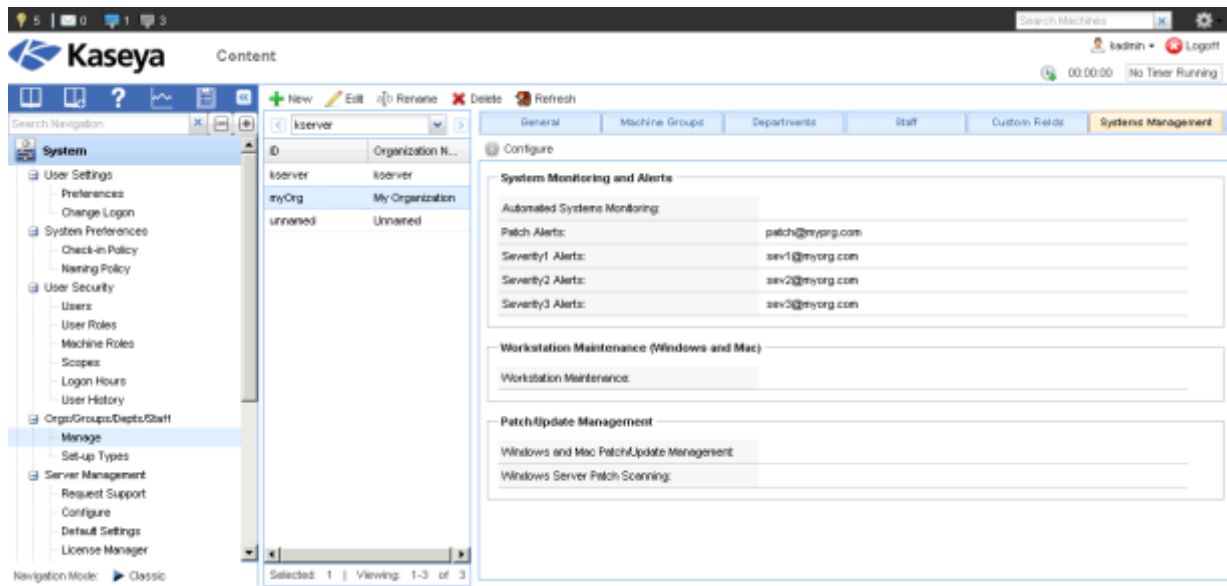 5 | 0 1 3
Search Machines
Kaseya
Content
kadmin Logoff
00:00:00 No Timer Running
New Edit Rename Delete Refresh
Search Navigation
kserver
General Machine Groups Departments Staff Custom Fields Systems Management
System
ID Organization N...
Configure
User Settings
Preferences
Change Logon
System Preferences
Check-in Policy
Naming Policy
User Security
Users
User Roles
Machine Roles
Scopes
Logon Hours
User History
Orgs/Groups/Depts/Staff
Manage
Set-up Types
Server Management
Request Support
Configure
Default Settings
License Manager
Navigation Mode: Classic
kserver kserver
myOrg My Organization
unnamed Unnamed
Selected: 1 | Viewing: 1-3 of 3
System Monitoring and Alerts
Automated Systems Monitoring:
Patch Alerts: patch@myprg.com
Severity1 Alerts: sev1@myorg.com
Severity2 Alerts: sev2@myorg.com
Severity3 Alerts: sev3@myorg.com
Workstation Maintenance (Windows and Mac)
Workstation Maintenance:
Patch/Update Management
Windows and Mac Patch/Update Management:
Windows Server Patch Scanning: